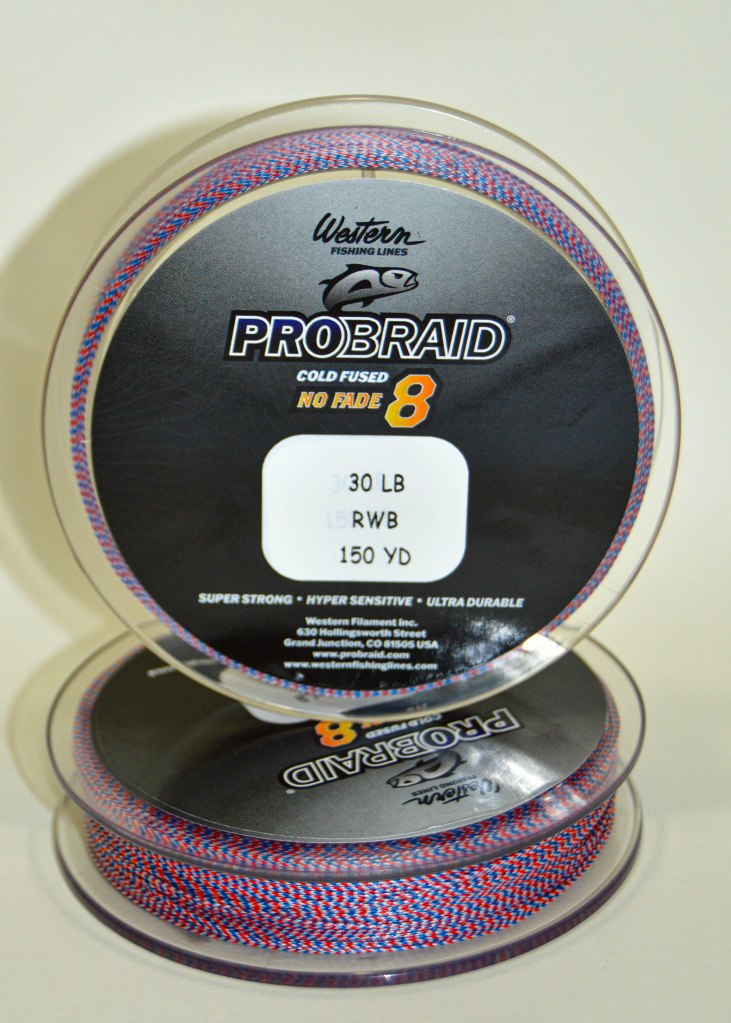 Western
FISHING LINES
PROBRAID®
COLD FUSED
NO FADE 8
30 LB
RWB
150 YD
SUPER STRONG • HYPER SENSITIVE • ULTRA DURABLE
Western Filament Inc.
630 Hollingsworth Street
Grand Junction, CO 81505 USA
www.probraid.com
www.westernfishinglines.com
Western
FISHING LINES
PROBRAID®
COLD FUSED
8